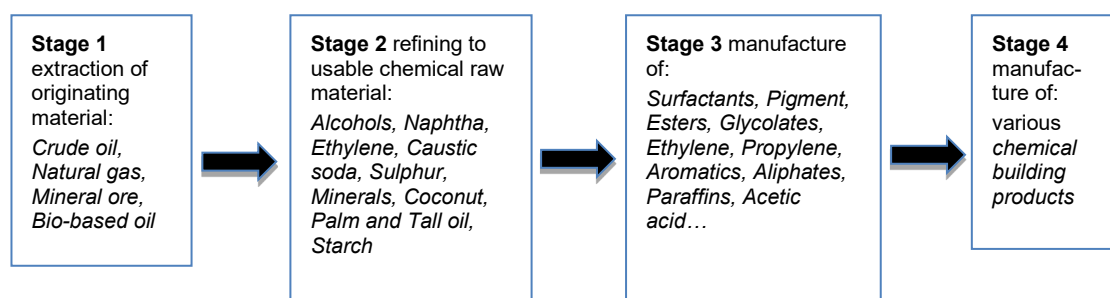 Stage 1
extraction of
originating
material:
Crude oil,
Natural gas,
Mineral ore,
Bio-based oil
Stage 2 refining to
usable chemical raw
material:
Alcohols, Naphtha,
Ethylene, Caustic
soda, Sulphur,
Minerals, Coconut,
Palm and Tall oil,
Starch
Stage 3 manufacture
of:
Surfactants, Pigment,
Esters, Glycolates,
Ethylene, Propylene,
Aromatics, Aliphates,
Paraffins, Acetic
acid…
Stage 4
manufac-
ture of:
various
chemical
building
products